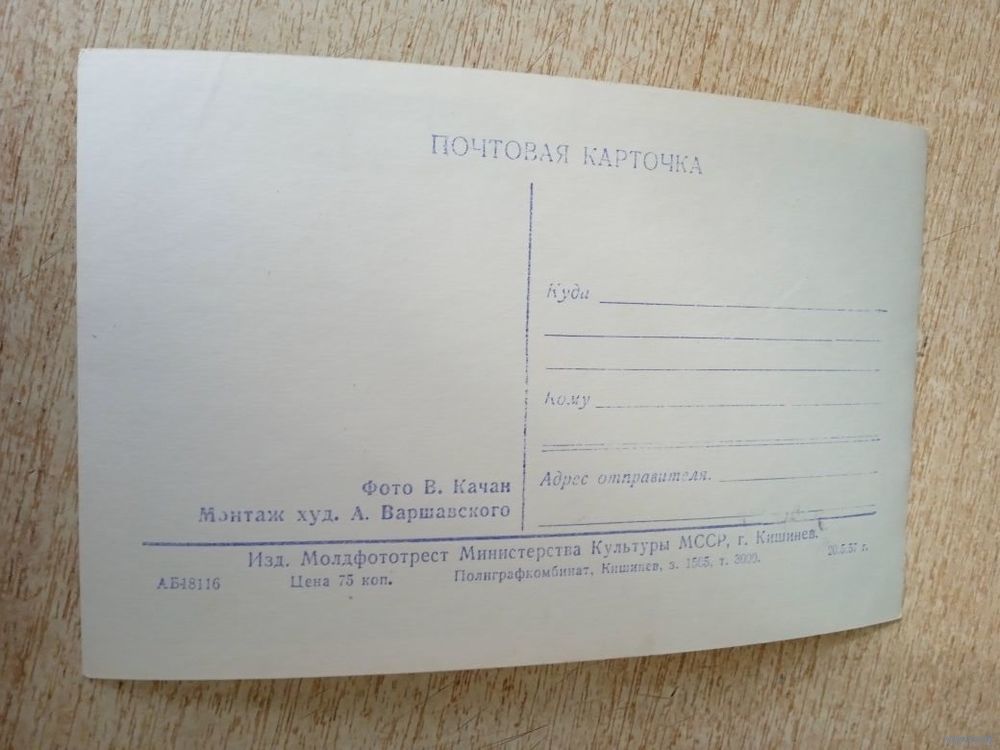 ПОЧТОВАЯ КАРТОЧКА
Куда
Кому
Адрес отправителя.
Фото В. Качан
Монтаж худ. А. Варшавского
Изд. Молдфототрест Министерства Культуры МССР, г. Кишинев.
АБ18116 Цена 75 коп. Полиграфкомбинат, Кишинев, з. 1565, т. 3000. 20.5.57 г.